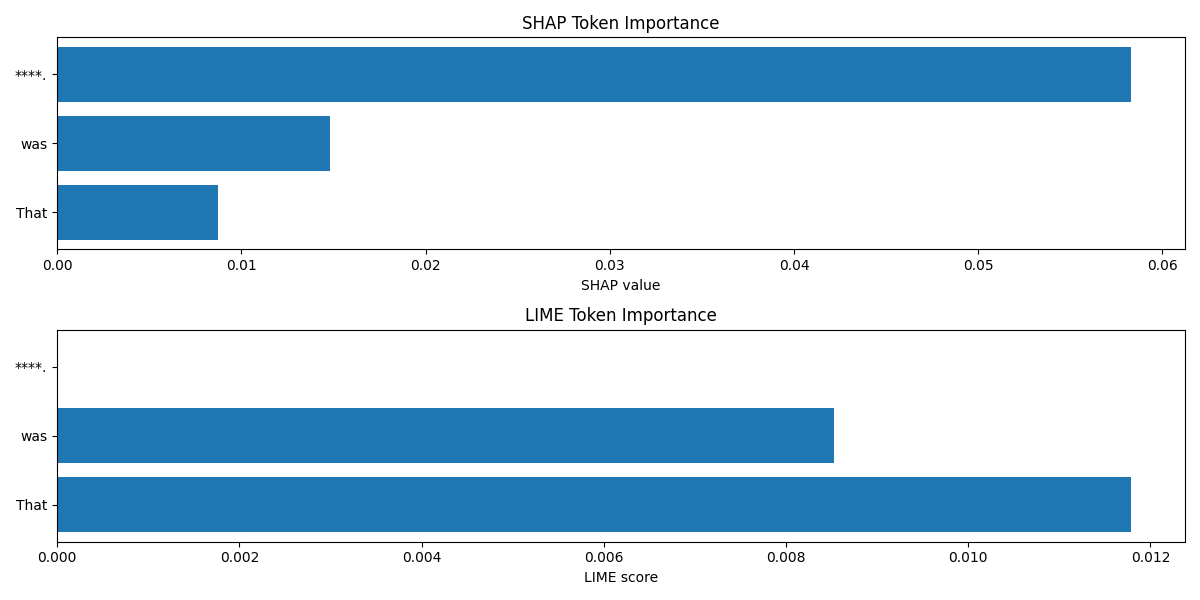 SHAP Token Importance
****.
was
That
0.00 0.01 0.02 0.03 0.04 0.05 0.06
SHAP value
LIME Token Importance
****.
was
That
0.000 0.002 0.004 0.006 0.008 0.010 0.012
LIME score